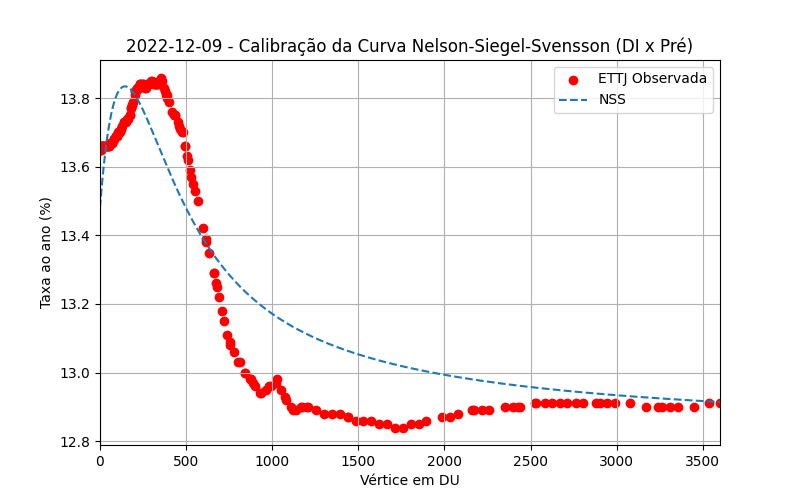 2022-12-09 - Calibração da Curva Nelson-Siegel-Svensson (DI x Pré)
ETTJ Observada
NSS
Taxa ao ano (%)
13.8
13.6
13.4
13.2
13.0
12.8
0 500 1000 1500 2000 2500 3000 3500
Vértice em DU